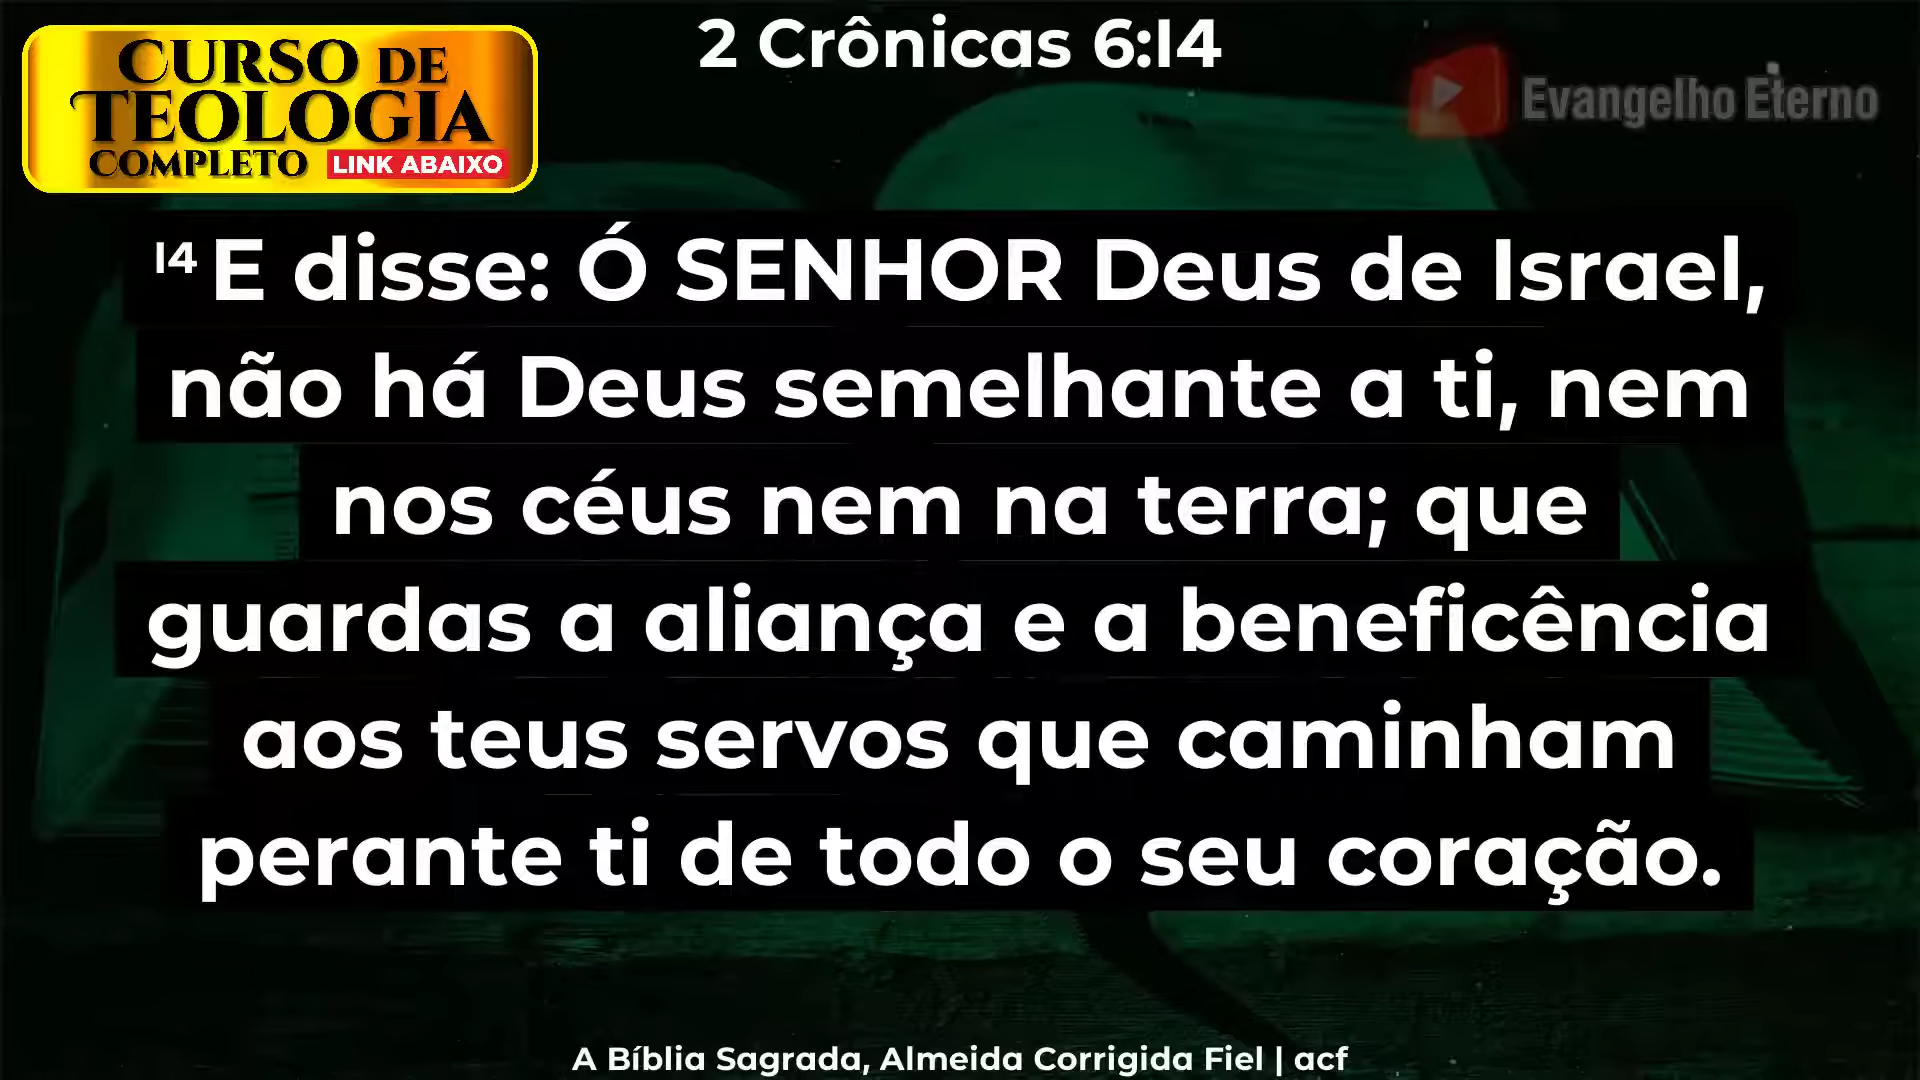 2 Crônicas 6:14
CURSO DE
TEOLOGIA
COMPLETO LINK ABAIXO
Evangelho Eterno
14 E disse: Ó SENHOR Deus de Israel,
não há Deus semelhante a ti, nem
nos céus nem na terra; que
guardas a aliança e a beneficência
aos teus servos que caminham
perante ti de todo o seu coração.
A Bíblia Sagrada, Almeida Corrigida Fiel | acf